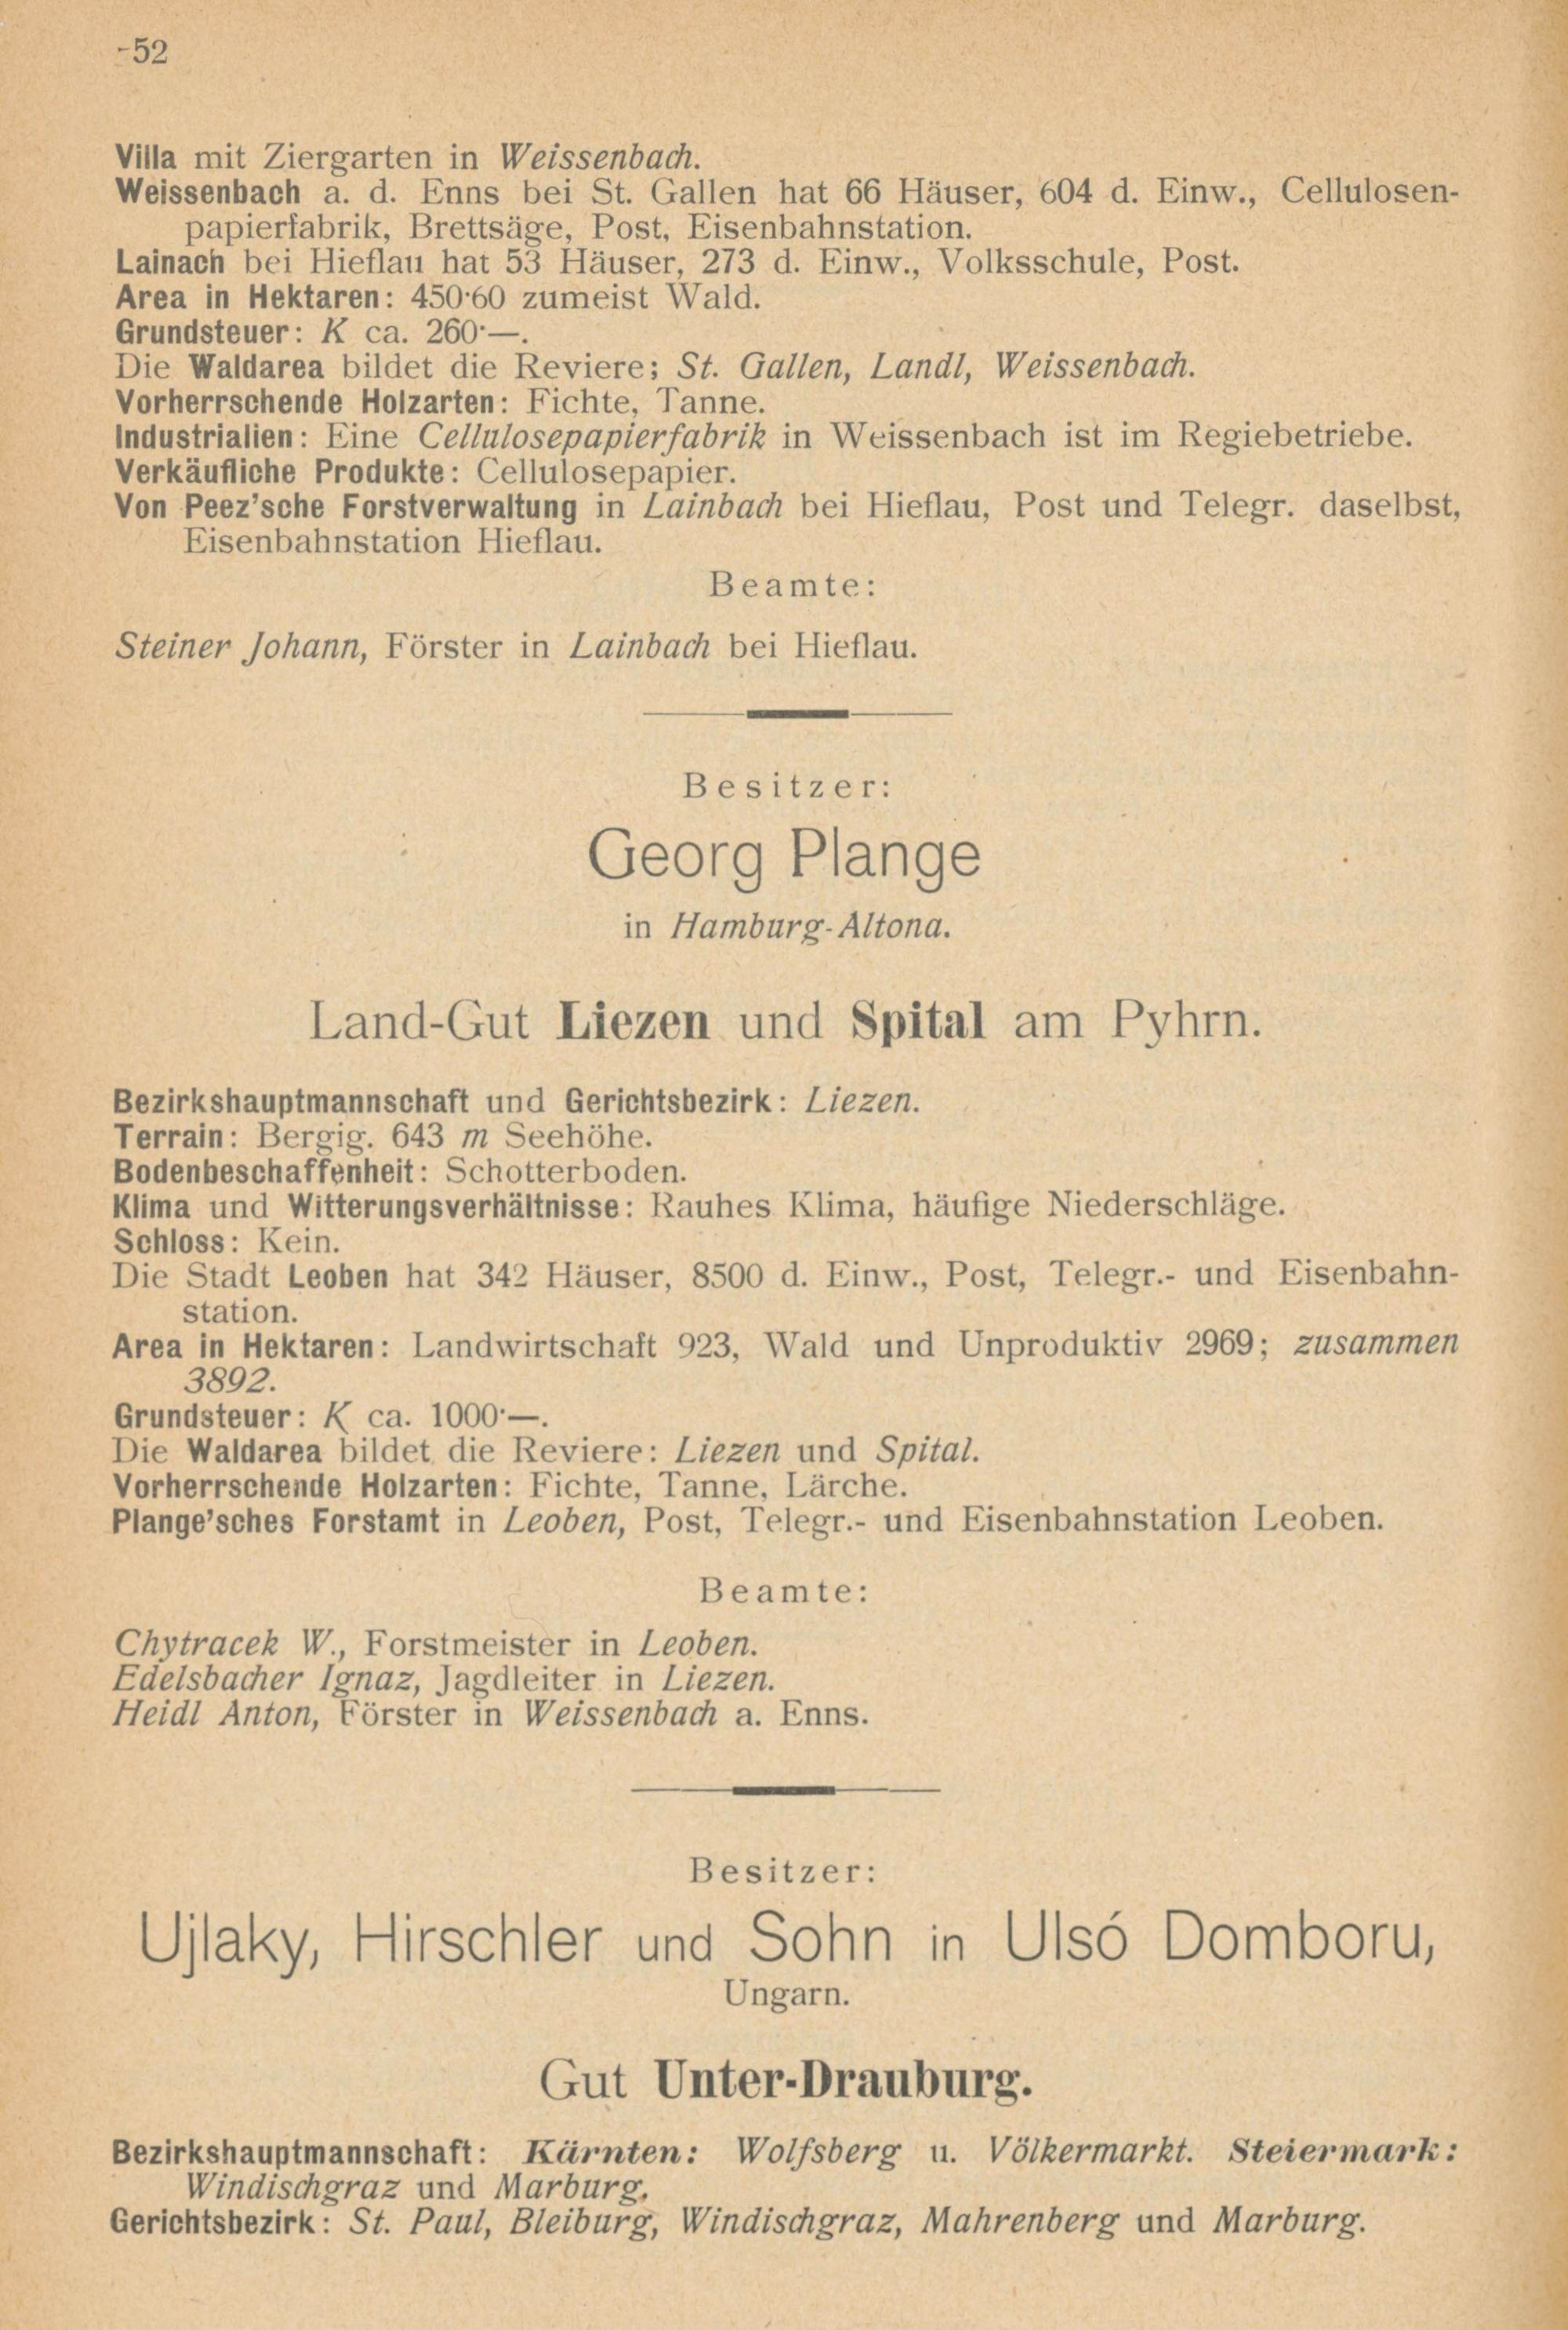 -52
Villa mit Ziergarten in Weissenbach.
Weissenbach a. d. Enns bei St. Gallen hat 66 Häuser, 604 d. Einw., Cellulosen-
papierfabrik, Brettsäge, Post, Eisenbahnstation.
Lainach bei Hieflau hat 53 Häuser, 273 d. Einw., Volksschule, Post.
Area in Hektaren: 450·60 zumeist Wald.
Grundsteuer: K ca. 260·—.
Die Waldarea bildet die Reviere; St. Gallen, Landl, Weissenbach.
Vorherrschende Holzarten: Fichte, Tanne.
Industrialien: Eine Cellulosepapierfabrik in Weissenbach ist im Regiebetriebe.
Verkäufliche Produkte: Cellulosepapier.
Von Peez'sche Forstverwaltung in Lainbach bei Hieflau, Post und Telegr. daselbst,
Eisenbahnstation Hieflau.
Beamte:
Steiner Johann, Förster in Lainbach bei Hieflau.
Besitzer:
Georg Plange
in Hamburg-Altona.
Land-Gut Liezen und Spital am Pyhrn.
Bezirkshauptmannschaft und Gerichtsbezirk: Liezen.
Terrain: Bergig. 643 m Seehöhe.
Bodenbeschaffenheit: Schotterboden.
Klima und Witterungsverhältnisse: Rauhes Klima, häufige Niederschläge.
Schloss: Kein.
Die Stadt Leoben hat 342 Häuser, 8500 d. Einw., Post, Telegr.- und Eisenbahn-
station.
Area in Hektaren: Landwirtschaft 923, Wald und Unproduktiv 2969; zusammen
3892.
Grundsteuer: K ca. 1000·—.
Die Waldarea bildet die Reviere: Liezen und Spital.
Vorherrschende Holzarten: Fichte, Tanne, Lärche.
Plange'sches Forstamt in Leoben, Post, Telegr.- und Eisenbahnstation Leoben.
Beamte:
Chytracek W., Forstmeister in Leoben.
Edelsbacher Ignaz, Jagdleiter in Liezen.
Heidl Anton, Förster in Weissenbach a. Enns.
Besitzer:
Ujlaky, Hirschler und Sohn in Ulsó Domboru,
Ungarn.
Gut Unter-Drauburg.
Bezirkshauptmannschaft: Kärnten: Wolfsberg u. Völkermarkt. Steiermark:
Windischgraz und Marburg.
Gerichtsbezirk: St. Paul, Bleiburg, Windischgraz, Mahrenberg und Marburg.